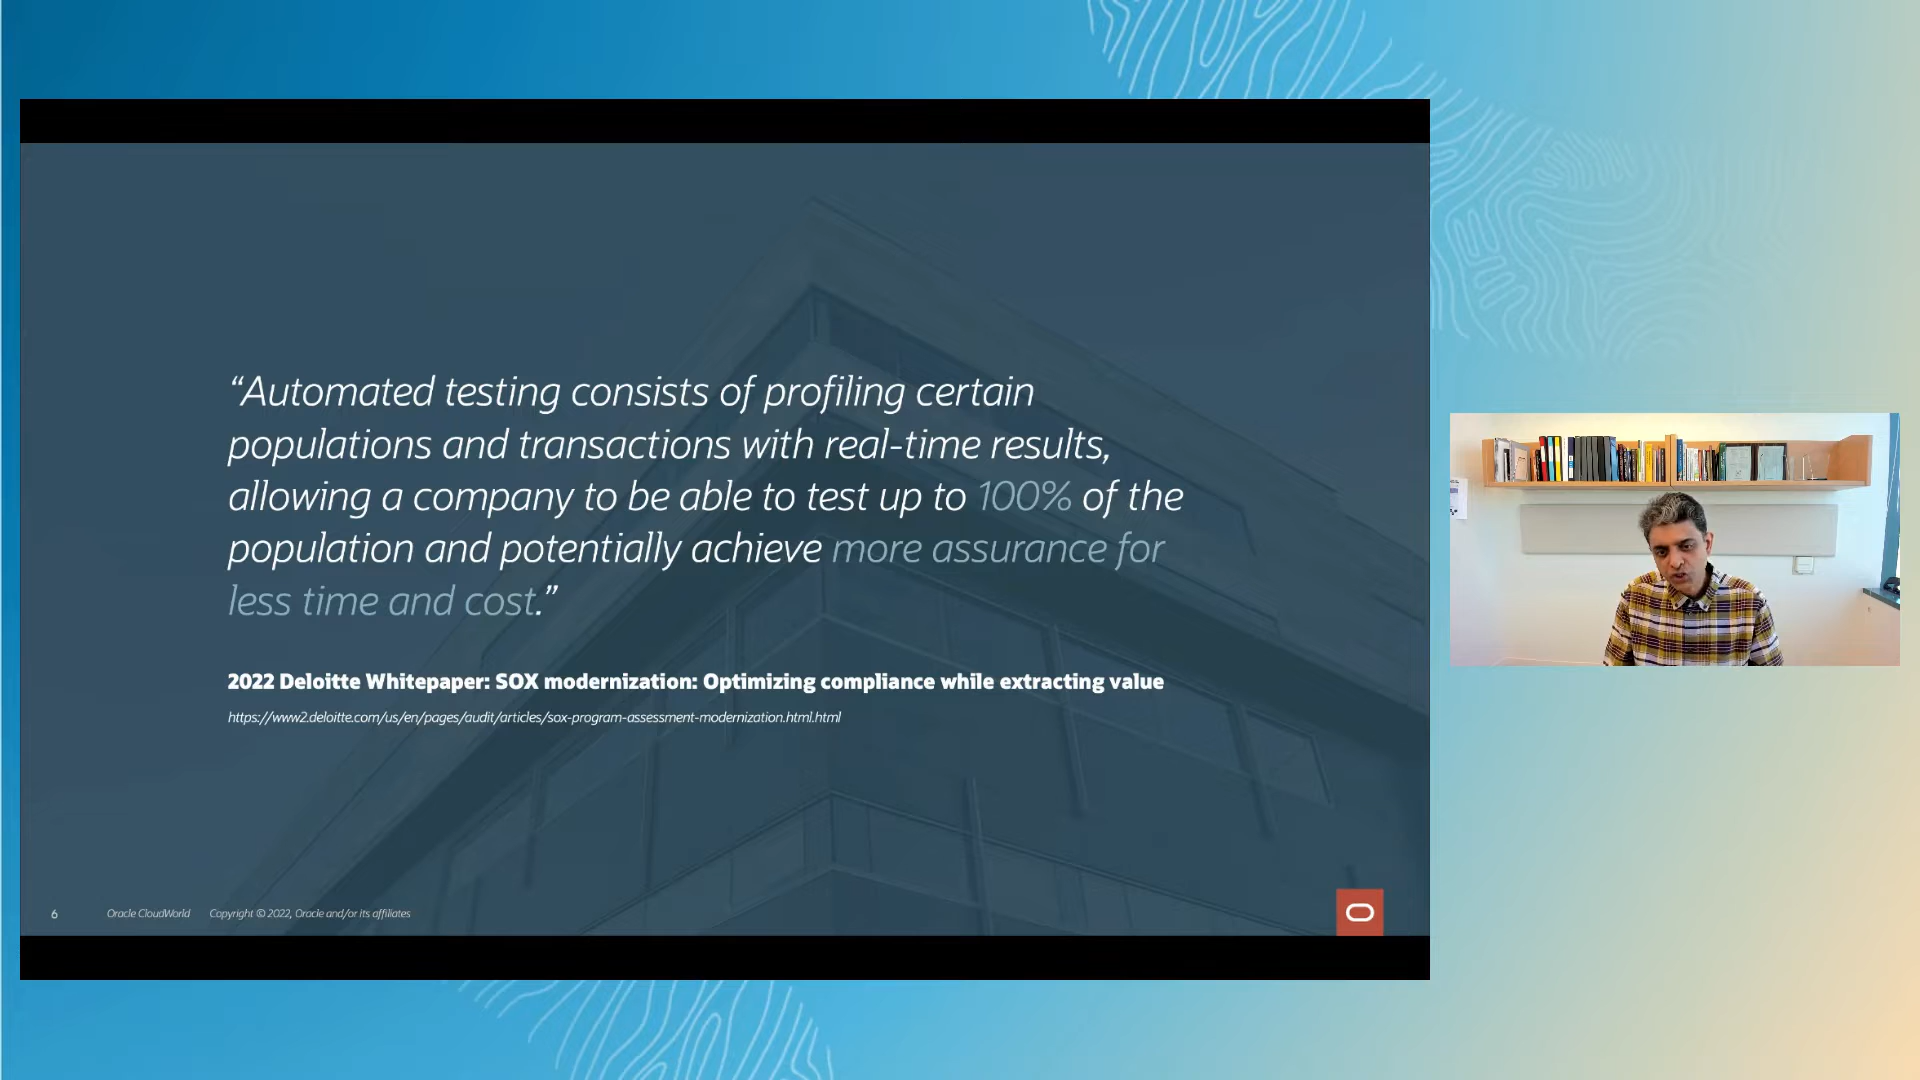 “Automated testing consists of profiling certain
populations and transactions with real-time results,
allowing a company to be able to test up to 100% of the
population and potentially achieve more assurance for
less time and cost.”
2022 Deloitte Whitepaper: SOX modernization: Optimizing compliance while extracting value
https://www2.deloitte.com/us/en/pages/audit/articles/sox-program-assessment-modernization.html.html
6 Oracle CloudWorld Copyright © 2022, Oracle and/or its affiliates